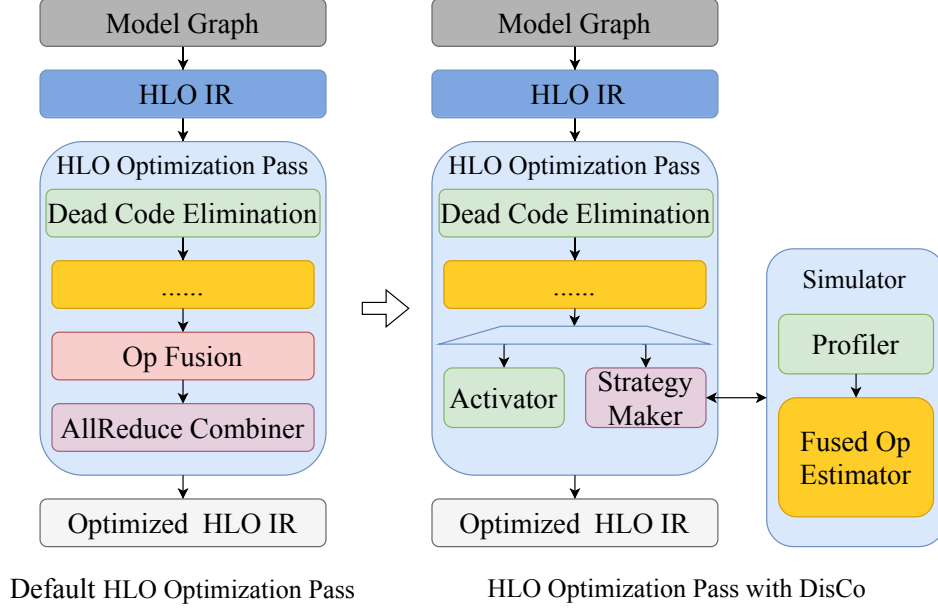 Model Graph
HLO IR
HLO Optimization Pass
Dead Code Elimination
......
Op Fusion
AllReduce Combiner
Optimized HLO IR
Default HLO Optimization Pass
Model Graph
HLO IR
HLO Optimization Pass
Dead Code Elimination
......
Activator
Strategy
Maker
Optimized HLO IR
Simulator
Profiler
Fused Op
Estimator
HLO Optimization Pass with DisCo